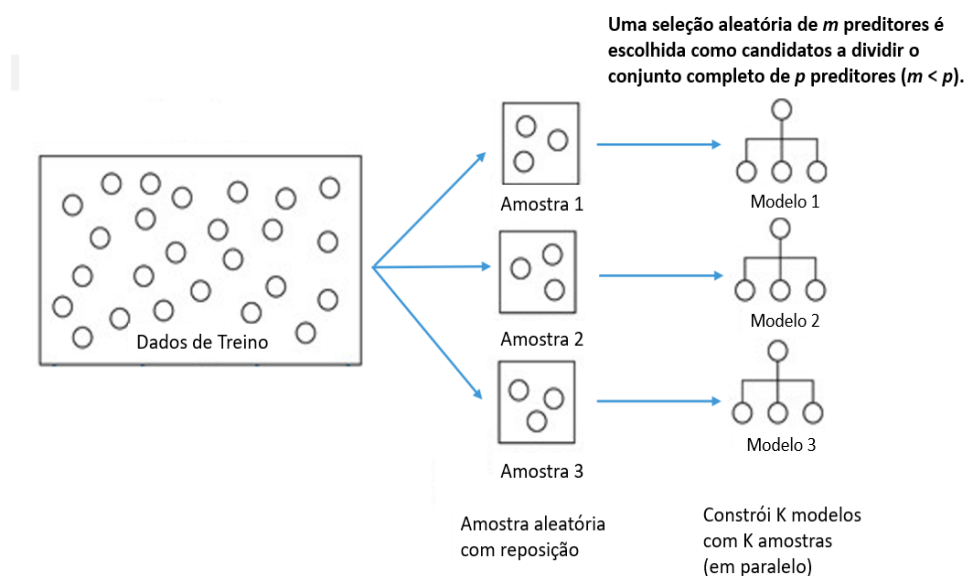 Uma seleção aleatória de m preditores é
escolhida como candidatos a dividir o
conjunto completo de p preditores (m < p).
Amostra 1
Modelo 1
Dados de Treino
Amostra 2
Modelo 2
Amostra 3
Modelo 3
Amostra aleatória
com reposição
Constrói K modelos
com K amostras
(em paralelo)